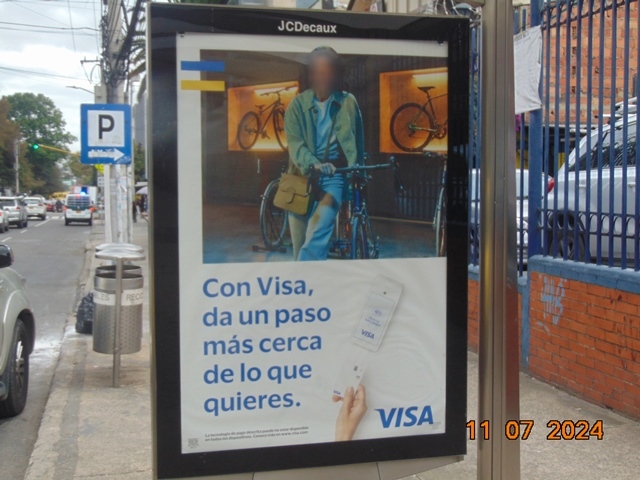 JCDecaux
P
Con Visa,
da un paso
más cerca
de lo que
quieres.
VISA
VISA
11 07 2024